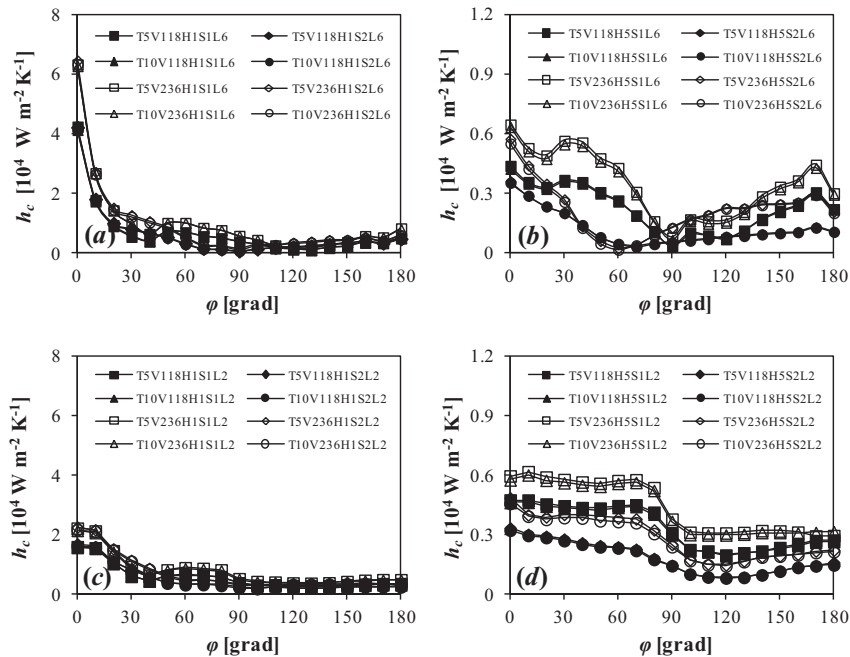 8
6
4
2
0
h_c [10^4 W m^-2 K^-1]
T5V118H1S1L6
T10V118H1S1L6
T5V236H1S1L6
T10V236H1S1L6
T5V118H1S2L6
T10V118H1S2L6
T5V236H1S2L6
T10V236H1S2L6
(a)
0 30 60 90 120 150 180
φ [grad]
1.2
0.9
0.6
0.3
0
h_c [10^4 W m^-2 K^-1]
T5V118H5S1L6
T10V118H5S1L6
T5V236H5S1L6
T10V236H5S1L6
T5V118H5S2L6
T10V118H5S2L6
T5V236H5S2L6
T10V236H5S2L6
(b)
0 30 60 90 120 150 180
φ [grad]
8
6
4
2
0
h_c [10^4 W m^-2 K^-1]
T5V118H1S1L2
T10V118H1S1L2
T5V236H1S1L2
T10V236H1S1L2
T5V118H1S2L2
T10V118H1S2L2
T5V236H1S2L2
T10V236H1S2L2
(c)
0 30 60 90 120 150 180
φ [grad]
1.2
0.9
0.6
0.3
0
h_c [10^4 W m^-2 K^-1]
T5V118H5S1L2
T10V118H5S1L2
T5V236H5S1L2
T10V236H5S1L2
T5V118H5S2L2
T10V118H5S2L2
T5V236H5S2L2
T10V236H5S2L2
(d)
0 30 60 90 120 150 180
φ [grad]